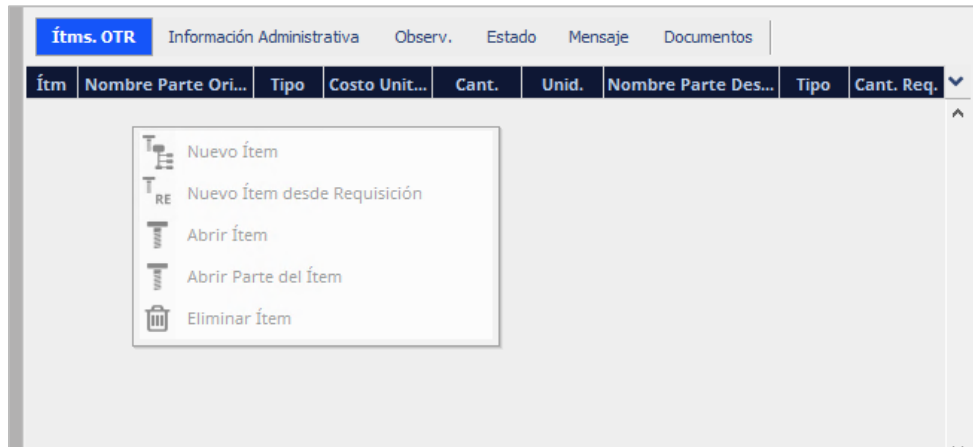 Ítms. OTR Información Administrativa Observ. Estado Mensaje Documentos
Ítm Nombre Parte Ori... Tipo Costo Unit... Cant. Unid. Nombre Parte Des... Tipo Cant. Req.
Nuevo Ítem
RE Nuevo Ítem desde Requisición
Abrir Ítem
Abrir Parte del Ítem
Eliminar Ítem